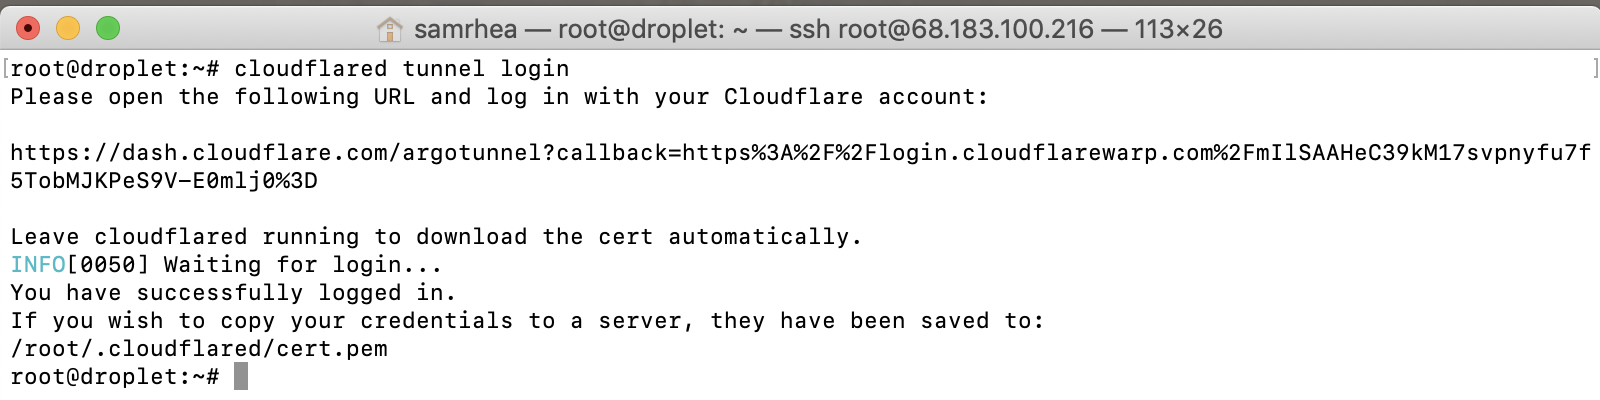 samrhea — root@droplet: ~ — ssh root@68.183.100.216 — 113×26
[root@droplet:~# cloudflared tunnel login ]
Please open the following URL and log in with your Cloudflare account:
https://dash.cloudflare.com/argotunnel?callback=https%3A%2F%2Flogin.cloudflarewarp.com%2FmIlSAAHeC39kM17svpnyfu7f
5TobMJKPeS9V-E0mlj0%3D
Leave cloudflared running to download the cert automatically.
INFO[0050] Waiting for login...
You have successfully logged in.
If you wish to copy your credentials to a server, they have been saved to:
/root/.cloudflared/cert.pem
root@droplet:~#